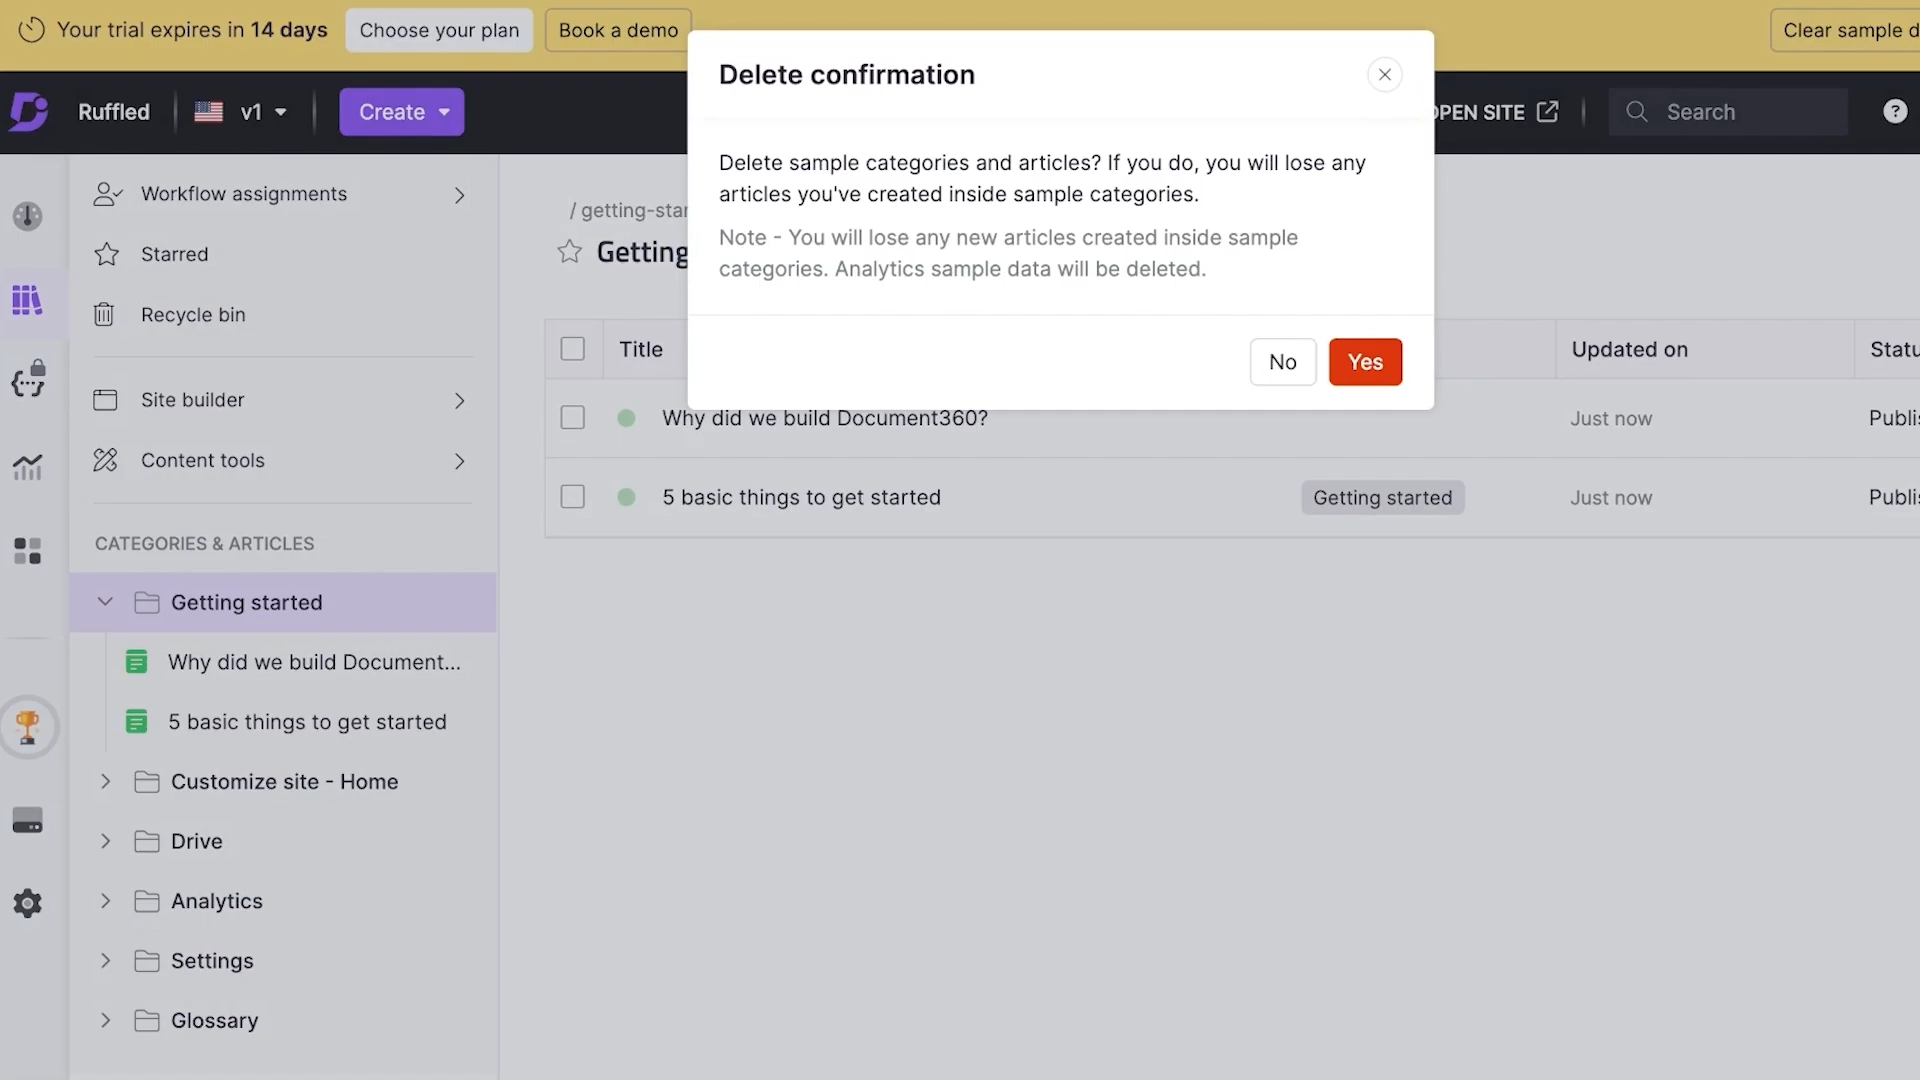 Your trial expires in 14 days
Choose your plan
Book a demo
Clear sample d
Ruffled
v1
Create
OPEN SITE
Search
?
Delete confirmation
Delete sample categories and articles? If you do, you will lose any
articles you've created inside sample categories.
Note - You will lose any new articles created inside sample
categories. Analytics sample data will be deleted.
No
Yes
Workflow assignments
Starred
Recycle bin
Site builder
Content tools
CATEGORIES & ARTICLES
Getting started
Why did we build Document...
5 basic things to get started
Customize site - Home
Drive
Analytics
Settings
Glossary
/ getting-star
Getting
Title
Updated on
Statu
Why did we build Document360?
Just now
Publis
5 basic things to get started
Getting started
Just now
Publis